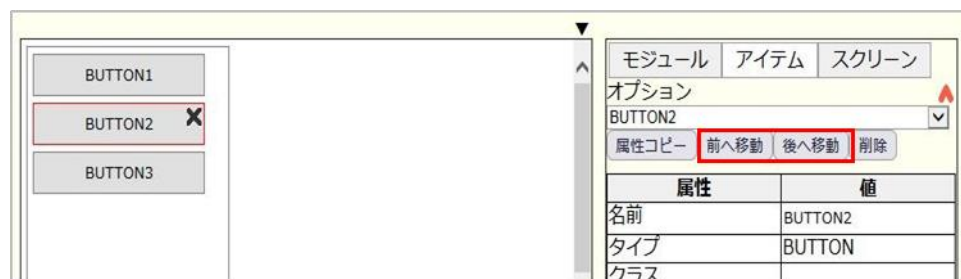 ▼
BUTTON1
BUTTON2
BUTTON3
モジュール アイテム スクリーン
オプション
BUTTON2
属性コピー 前へ移動 後へ移動 削除
属性 値
名前 BUTTON2
タイプ BUTTON
クラス